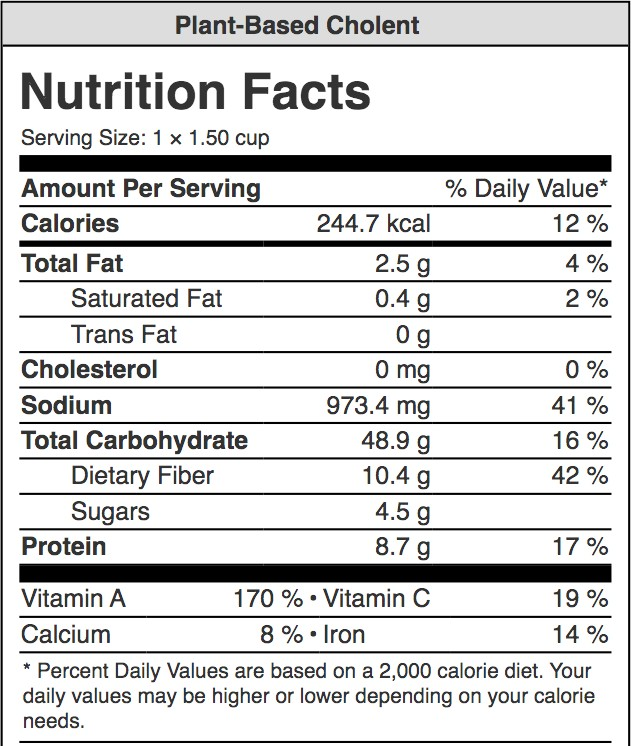 Plant-Based Cholent
Nutrition Facts
Serving Size: 1 × 1.50 cup
Amount Per Serving % Daily Value*
Calories 244.7 kcal 12 %
Total Fat 2.5 g 4 %
Saturated Fat 0.4 g 2 %
Trans Fat 0 g
Cholesterol 0 mg 0 %
Sodium 973.4 mg 41 %
Total Carbohydrate 48.9 g 16 %
Dietary Fiber 10.4 g 42 %
Sugars 4.5 g
Protein 8.7 g 17 %
Vitamin A 170 % • Vitamin C 19 %
Calcium 8 % • Iron 14 %
* Percent Daily Values are based on a 2,000 calorie diet. Your
daily values may be higher or lower depending on your calorie
needs.